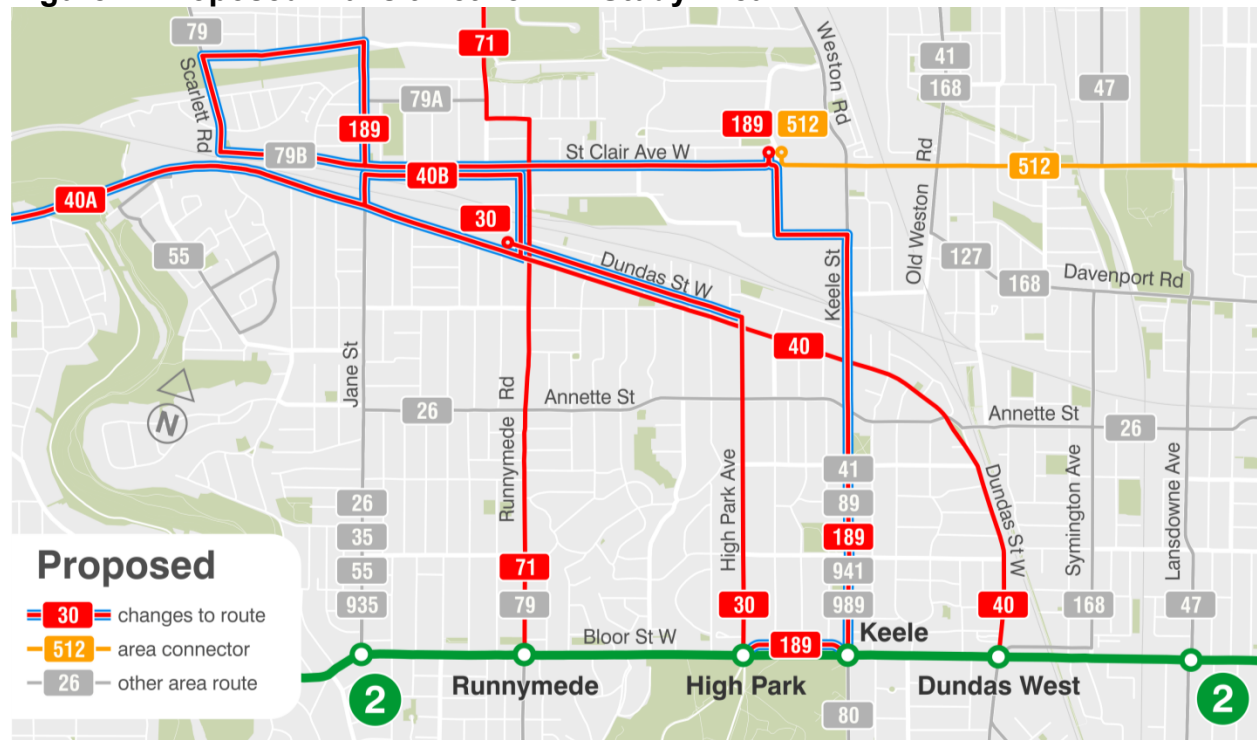 79
71
Weston Rd
41
168
47
Scarlett Rd
79A
189
189
512
79B
St Clair Ave W
512
40B
40A
30
Old Weston Rd
55
127
168
Davenport Rd
Dundas St W
Keele St
40
Jane St
N
26
Runnymede Rd
Annette St
Annette St
26
High Park Ave
Dundas St W
Symington Ave
Lansdowne Ave
26
35
55
935
71
79
30
41
89
189
941
989
40
168
47
Bloor St W
189
Keele
2
Runnymede
High Park
Dundas West
2
80
Proposed
30 changes to route
512 area connector
26 other area route